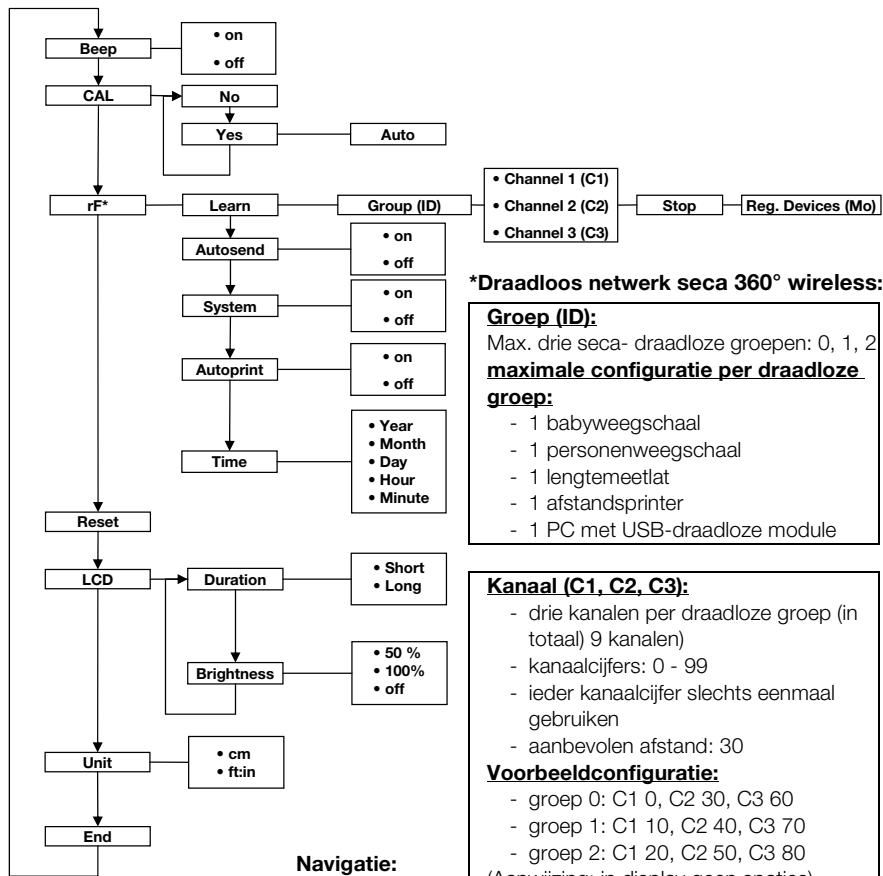 Beep
• on
• off
CAL
No
Yes
Auto
rF*
Learn
Group (ID)
• Channel 1 (C1)
• Channel 2 (C2)
• Channel 3 (C3)
Stop
Reg. Devices (Mo)
Autosend
• on
• off
System
• on
• off
Autoprint
• on
• off
Time
• Year
• Month
• Day
• Hour
• Minute
Reset
LCD
Duration
• Short
• Long
Brightness
• 50 %
• 100%
• off
Unit
• cm
• ft:in
End
*Draadloos netwerk seca 360° wireless:
Groep (ID):
Max. drie seca- draadloze groepen: 0, 1, 2
maximale configuratie per draadloze
groep:
- 1 babyweegschaal
- 1 personenweegschaal
- 1 lengtemeetlat
- 1 afstandsprinter
- 1 PC met USB-draadloze module
Kanaal (C1, C2, C3):
- drie kanalen per draadloze groep (in
totaal) 9 kanalen)
- kanaalcijfers: 0 - 99
- ieder kanaalcijfer slechts eenmaal
gebruiken
- aanbevolen afstand: 30
Voorbeeldconfiguratie:
- groep 0: C1 0, C2 30, C3 60
- groep 1: C1 10, C2 40, C3 70
- groep 2: C1 20, C2 50, C3 80
(Aanwijzing: in display geen spaties)
Navigatie: